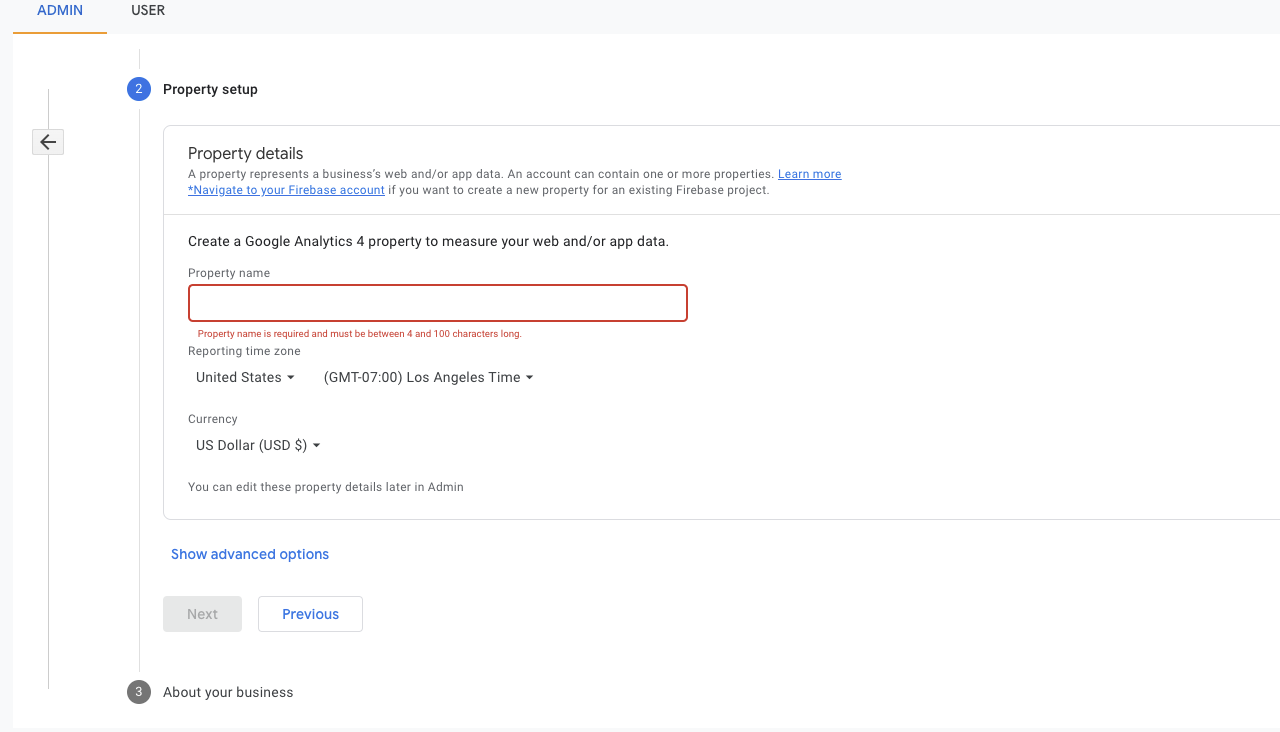 ADMIN USER
2 Property setup
Property details
A property represents a business's web and/or app data. An account can contain one or more properties. Learn more
*Navigate to your Firebase account if you want to create a new property for an existing Firebase project.
Create a Google Analytics 4 property to measure your web and/or app data.
Property name
Property name is required and must be between 4 and 100 characters long.
Reporting time zone
United States (GMT-07:00) Los Angeles Time
Currency
US Dollar (USD $)
You can edit these property details later in Admin
Show advanced options
Next Previous
3 About your business